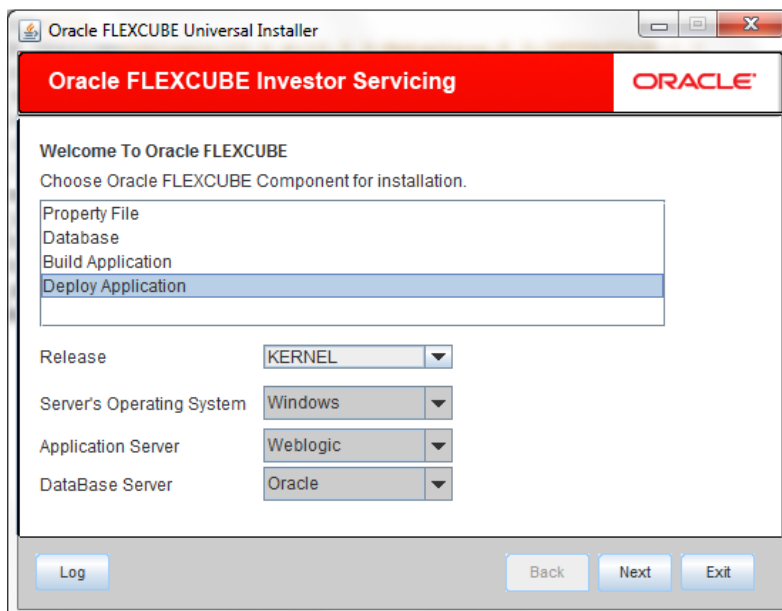 Oracle FLEXCUBE Universal Installer
Oracle FLEXCUBE Investor Servicing
ORACLE
Welcome To Oracle FLEXCUBE
Choose Oracle FLEXCUBE Component for installation.
Property File
Database
Build Application
Deploy Application
Release KERNEL
Server's Operating System Windows
Application Server Weblogic
DataBase Server Oracle
Log Back Next Exit